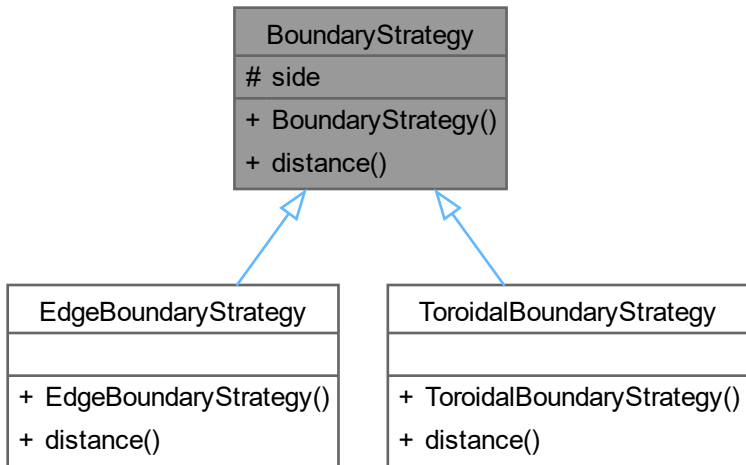 BoundaryStrategy
# side
+ BoundaryStrategy()
+ distance()
EdgeBoundaryStrategy
+ EdgeBoundaryStrategy()
+ distance()
ToroidalBoundaryStrategy
+ ToroidalBoundaryStrategy()
+ distance()